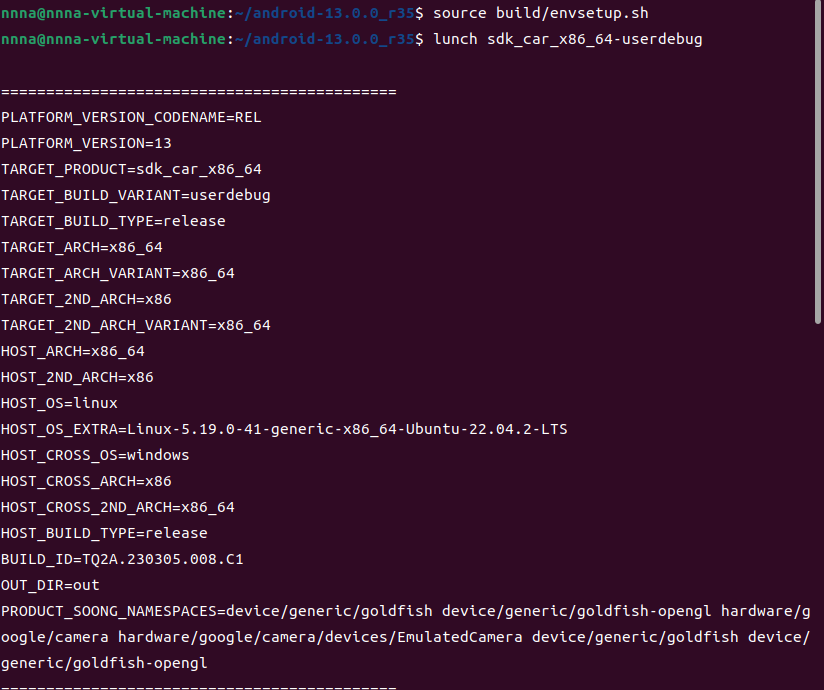 nnna@nnna-virtual-machine:~/android-13.0.0_r35$ source build/envsetup.sh
nnna@nnna-virtual-machine:~/android-13.0.0_r35$ lunch sdk_car_x86_64-userdebug
============================================
PLATFORM_VERSION_CODENAME=REL
PLATFORM_VERSION=13
TARGET_PRODUCT=sdk_car_x86_64
TARGET_BUILD_VARIANT=userdebug
TARGET_BUILD_TYPE=release
TARGET_ARCH=x86_64
TARGET_ARCH_VARIANT=x86_64
TARGET_2ND_ARCH=x86
TARGET_2ND_ARCH_VARIANT=x86_64
HOST_ARCH=x86_64
HOST_2ND_ARCH=x86
HOST_OS=linux
HOST_OS_EXTRA=Linux-5.19.0-41-generic-x86_64-Ubuntu-22.04.2-LTS
HOST_CROSS_OS=windows
HOST_CROSS_ARCH=x86
HOST_CROSS_2ND_ARCH=x86_64
HOST_BUILD_TYPE=release
BUILD_ID=TQ2A.230305.008.C1
OUT_DIR=out
PRODUCT_SOONG_NAMESPACES=device/generic/goldfish device/generic/goldfish-opengl hardware/g
oogle/camera hardware/google/camera/devices/EmulatedCamera device/generic/goldfish device/
generic/goldfish-opengl
============================================